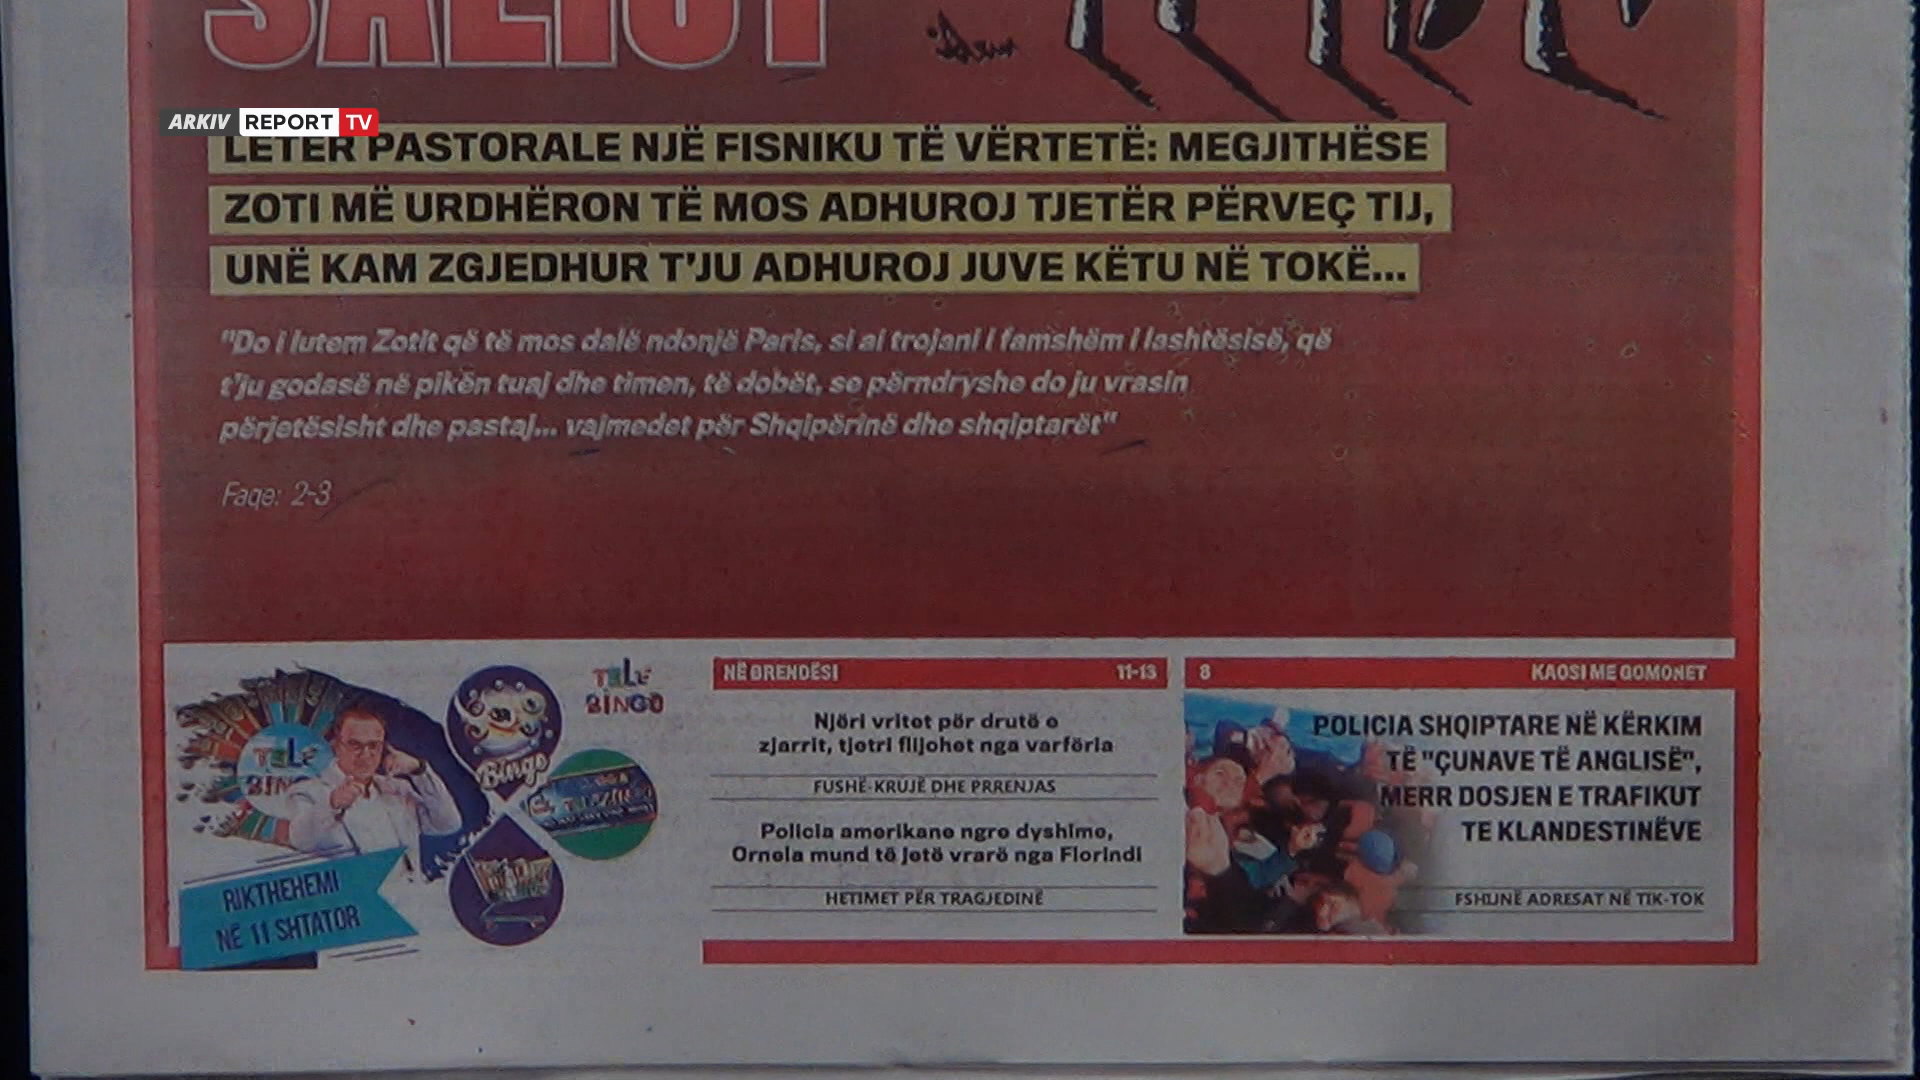 SALIUT
ARKIV REPORT TV
LETËR PASTORALE NJË FISNIKU TË VËRTETË: MEGJITHËSE
ZOTI MË URDHËRON TË MOS ADHUROJ TJETËR PËRVEÇ TIJ,
UNË KAM ZGJEDHUR T'JU ADHUROJ JUVE KËTU NË TOKË...
"Do i lutem Zotit që të mos dalë ndonjë Paris, si ai trojani i famshëm i lashtësisë, që
t'ju godasë në pikën tuaj dhe timen, të dobët, se përndryshe do ju vrasin
përjetësisht dhe pastaj... vajmedet për Shqipërinë dhe shqiptarët"
Faqe: 2-3
TELE
BINGO
TELE
BIN
Bingo
RIKTHEHEMI
NË 11 SHTATOR
NË BRENDËSI 11-13
Njëri vritet për drutë e
zjarrit, tjetri flijohet nga varfëria
FUSHË-KRUJË DHE PRRENJAS
Policia amerikane ngre dyshime,
Ornela mund të jetë vrarë nga Florindi
HETIMET PËR TRAGJEDINË
8 KAOSI ME GOMONET
POLICIA SHQIPTARE NË KËRKIM
TË "ÇUNAVE TË ANGLISË",
MERR DOSJEN E TRAFIKUT
TE KLANDESTINËVE
FSHIJNË ADRESAT NË TIK-TOK